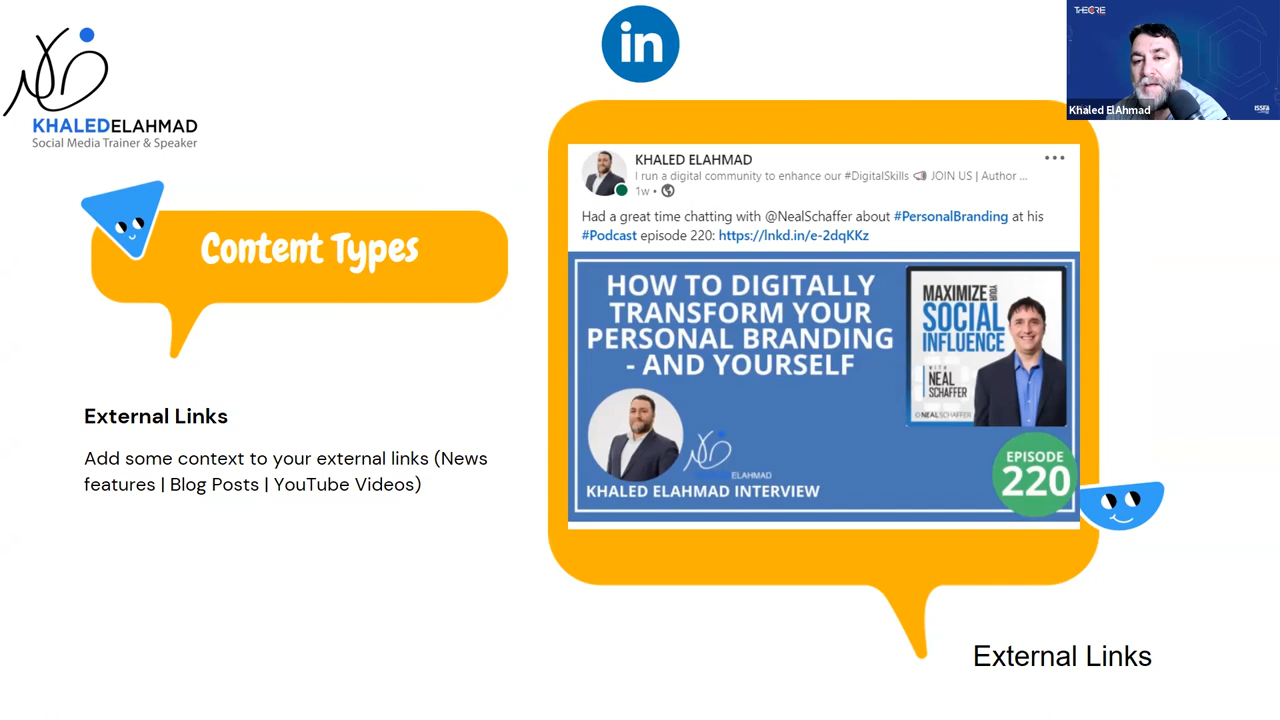 in
THECORE
Khaled ElAhmad
ISSFA
KHALEDELAHMAD
Social Media Trainer & Speaker
Content Types
External Links
Add some context to your external links (News
features | Blog Posts | YouTube Videos)
KHALED ELAHMAD
I run a digital community to enhance our #DigitalSkills JOIN US | Author ...
1w •
Had a great time chatting with @NealSchaffer about #PersonalBranding at his
#Podcast episode 220: https://lnkd.in/e-2dqKKz
HOW TO DIGITALLY
TRANSFORM YOUR
PERSONAL BRANDING
- AND YOURSELF
MAXIMIZE YOUR
SOCIAL
INFLUENCE
WITH
NEAL
SCHAFFER
©NEALSCHAFFER
ELAHMAD
KHALED ELAHMAD INTERVIEW
EPISODE
220
External Links